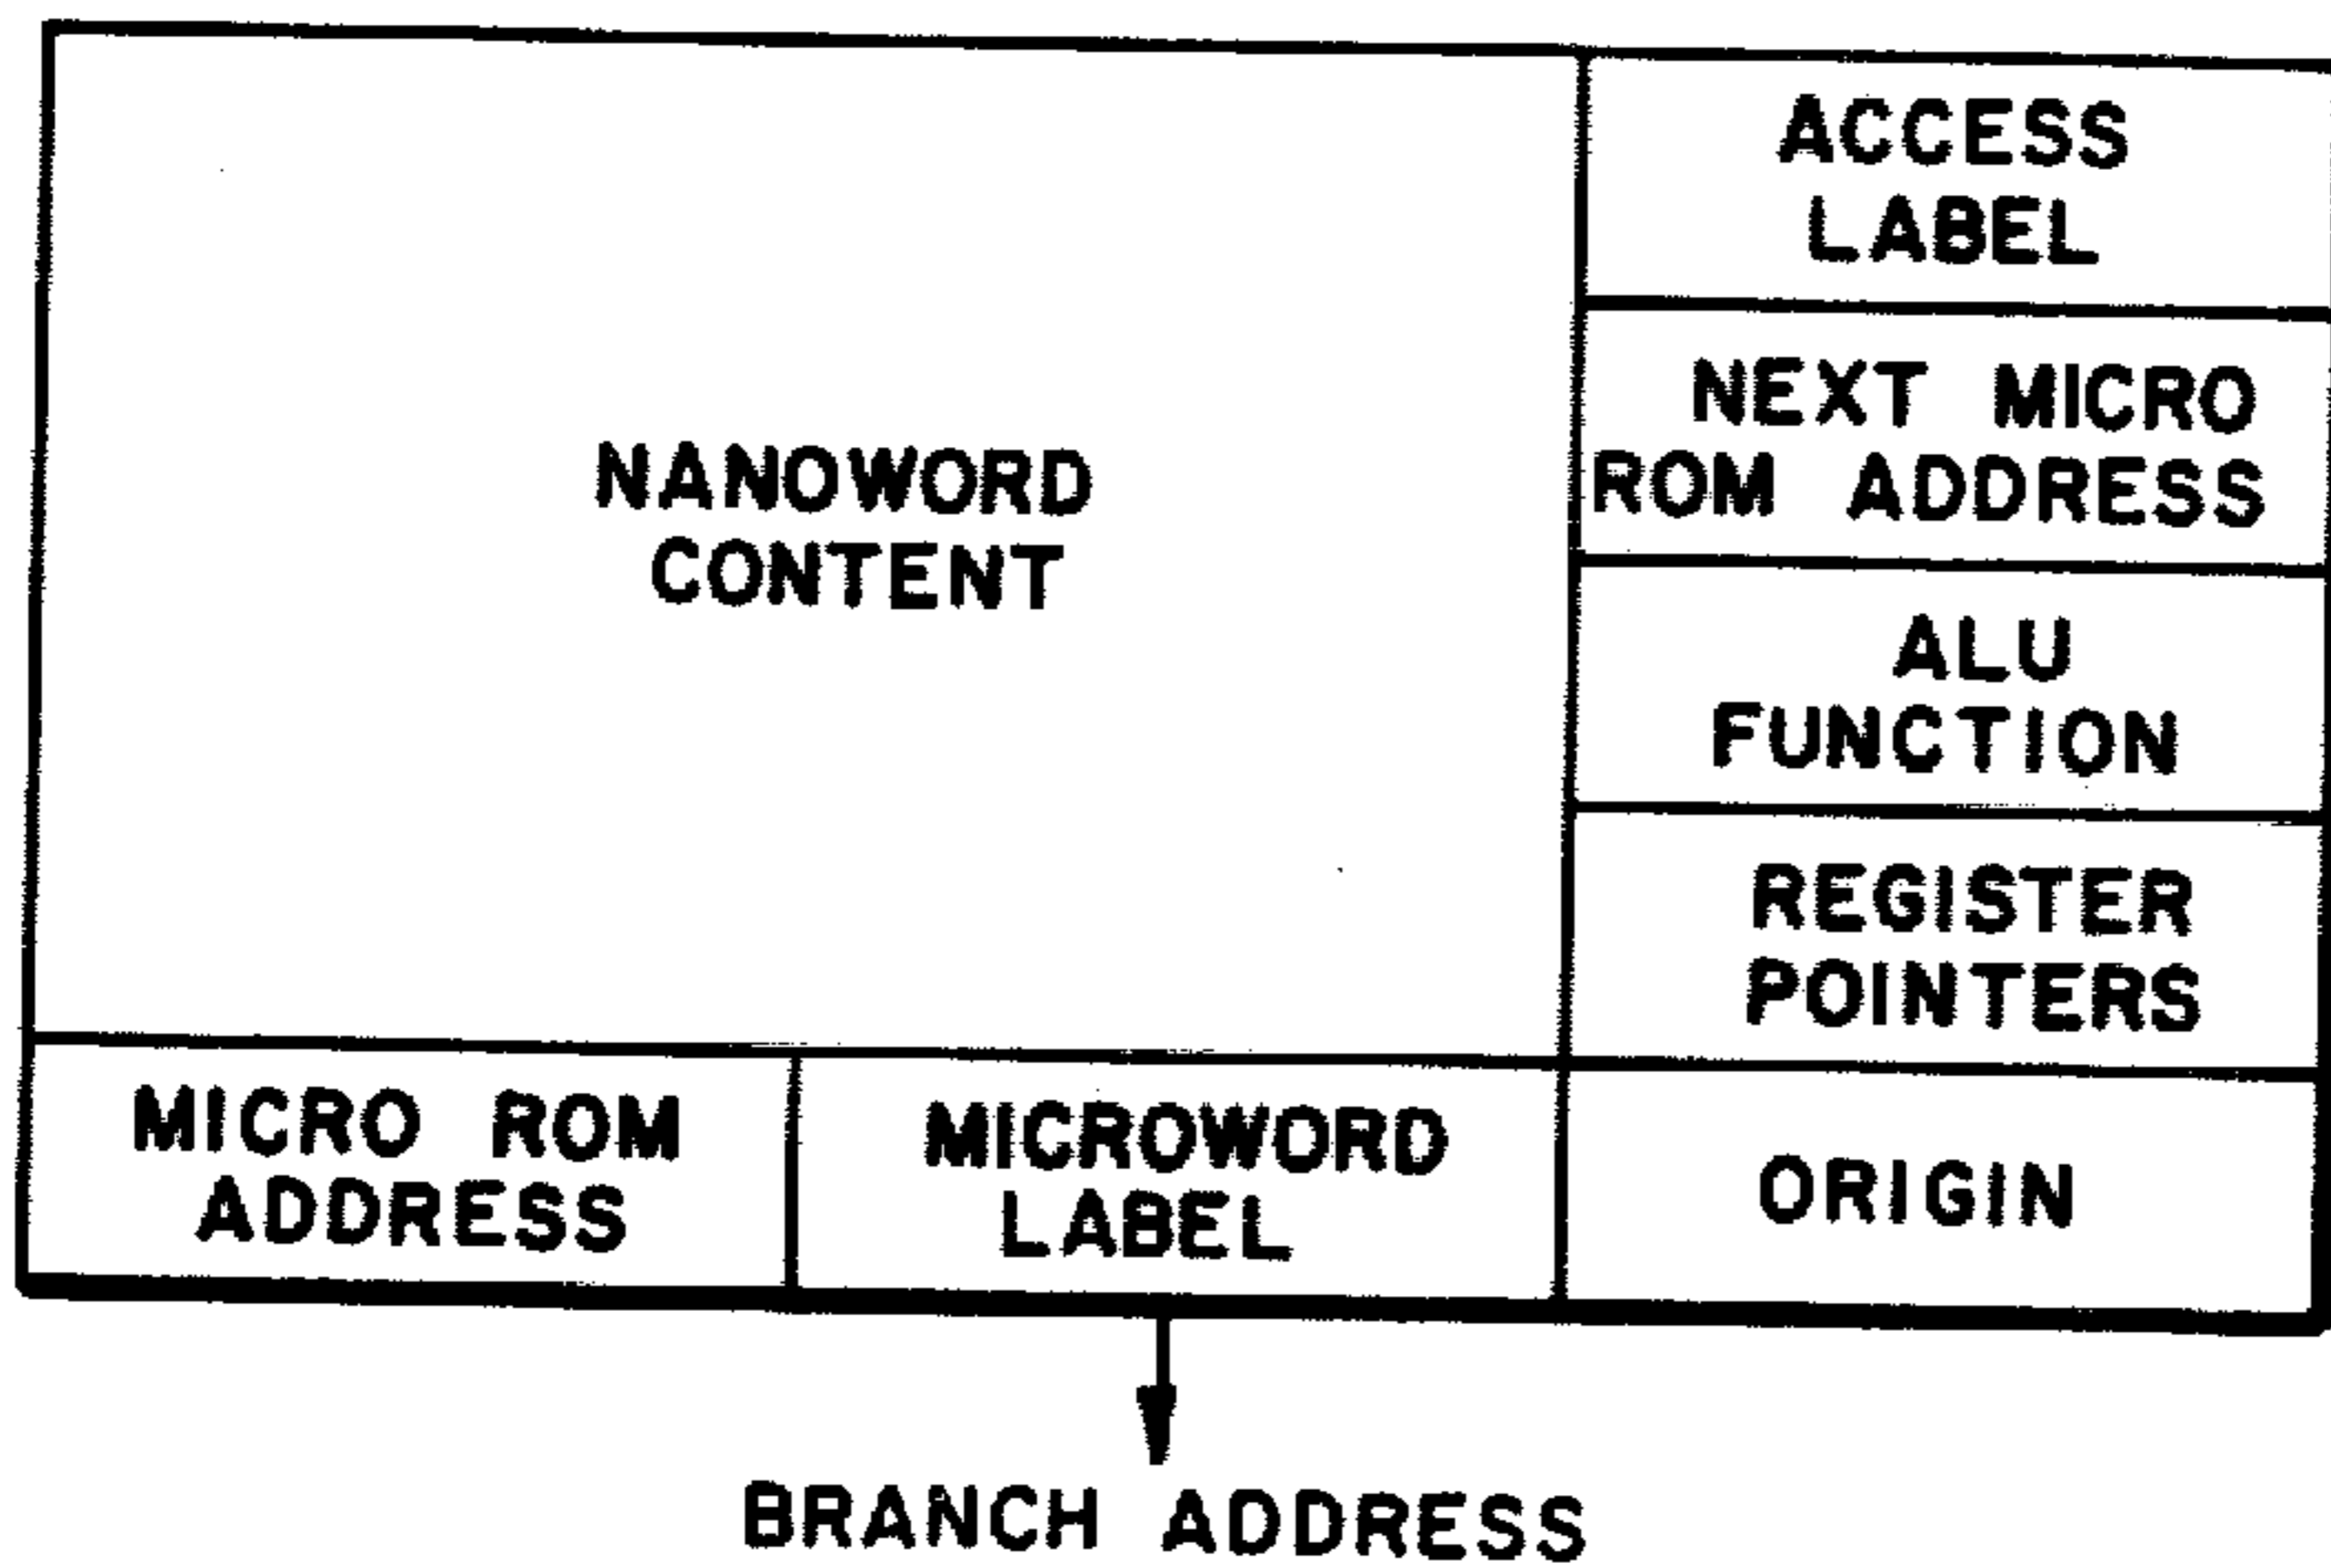 NANOWORD
CONTENT
ACCESS
LABEL
NEXT MICRO
ROM ADDRESS
ALU
FUNCTION
REGISTER
POINTERS
MICRO ROM
ADDRESS
MICROWORD
LABEL
ORIGIN
BRANCH ADDRESS